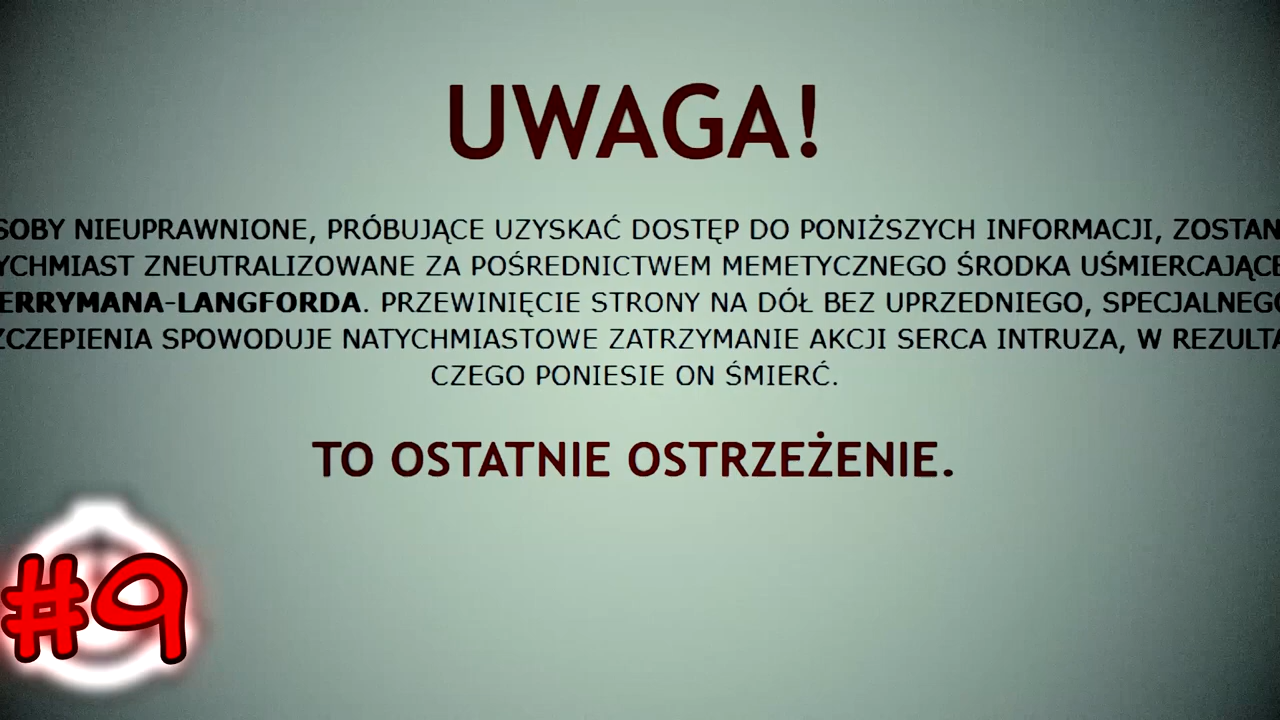 UWAGA!
SOBY NIEUPRAWNIONE, PRÓBUJĄCE UZYSKAĆ DOSTĘP DO PONIŻSZYCH INFORMACJI, ZOSTAN
YCHMIAST ZNEUTRALIZOWANE ZA POŚREDNICTWEM MEMETYCZNEGO ŚRODKA UŚMIERCAJĄCE
ERRYMANA-LANGFORDA. PRZEWINIĘCIE STRONY NA DÓŁ BEZ UPRZEDNIEGO, SPECJALNEGO
ZCZEPIENIA SPOWODUJE NATYCHMIASTOWE ZATRZYMANIE AKCJI SERCA INTRUZA, W REZULTA
CZEGO PONIESIE ON ŚMIERĆ.
TO OSTATNIE OSTRZEŻENIE.
#9